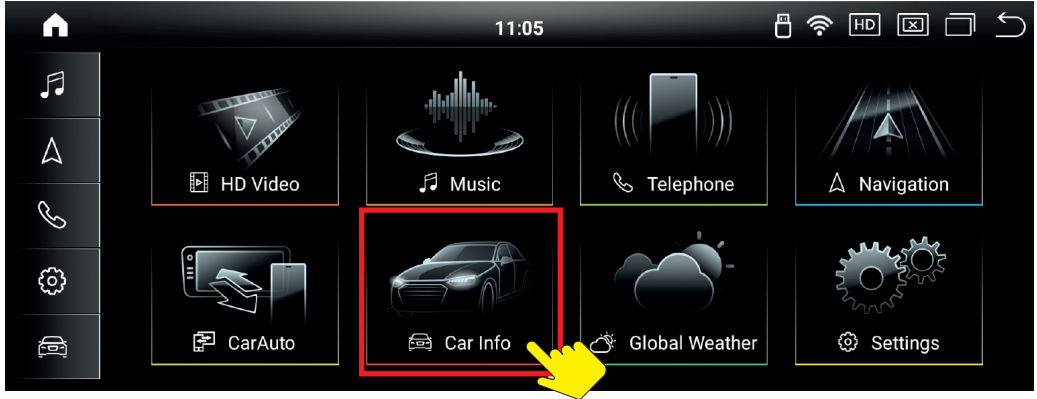 11:05
HD
HD Video
Music
Telephone
Navigation
CarAuto
Car Info
Global Weather
Settings